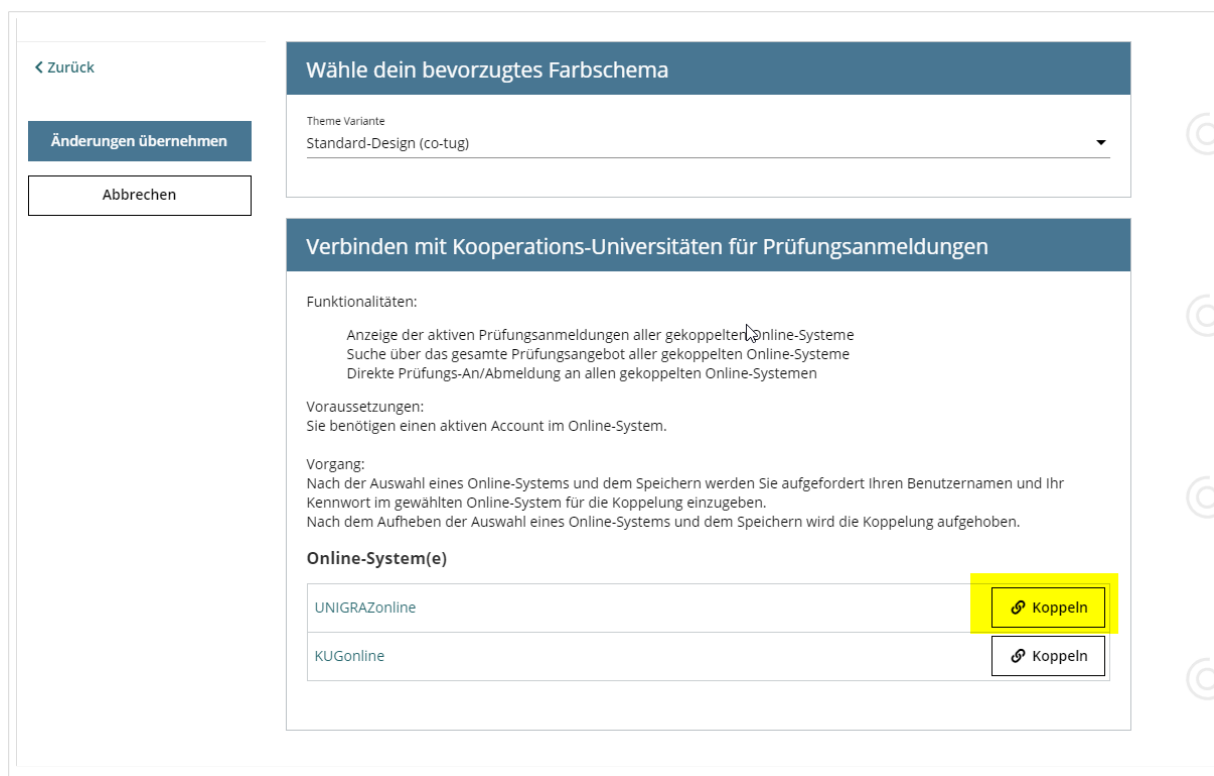 Zurück
Änderungen übernehmen
Abbrechen
Wähle dein bevorzugtes Farbschema
Theme Variante
Standard-Design (co-tug)
Verbinden mit Kooperations-Universitäten für Prüfungsanmeldungen
Funktionalitäten:
Anzeige der aktiven Prüfungsanmeldungen aller gekoppelten Online-Systeme
Suche über das gesamte Prüfungsangebot aller gekoppelten Online-Systeme
Direkte Prüfungs-An/Abmeldung an allen gekoppelten Online-Systemen
Voraussetzungen:
Sie benötigen einen aktiven Account im Online-System.
Vorgang:
Nach der Auswahl eines Online-Systems und dem Speichern werden Sie aufgefordert Ihren Benutzernamen und Ihr
Kennwort im gewählten Online-System für die Koppelung einzugeben.
Nach dem Aufheben der Auswahl eines Online-Systems und dem Speichern wird die Koppelung aufgehoben.
Online-System(e)
UNIGRAZonline Koppeln
KUGonline Koppeln